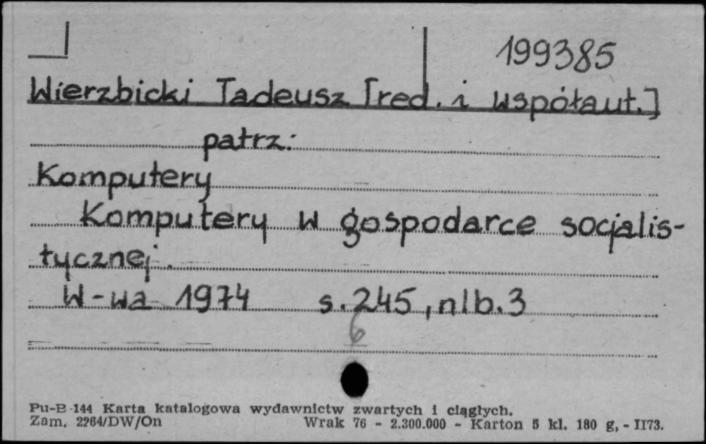 199385
Wierzbicki Tadeusz [red. i współaut.]
patrz:
Komputery
Komputery w gospodarce socjalis-
tycznej.
W-wa 1974 s.245, nlb.3
6
Pu-B-144 Karta katalogowa wydawnictw zwartych i ciągłych.
Zam. 2264/DW/On Wrak 76 - 2.300.000 - Karton 5 kl. 180 g, - II73.